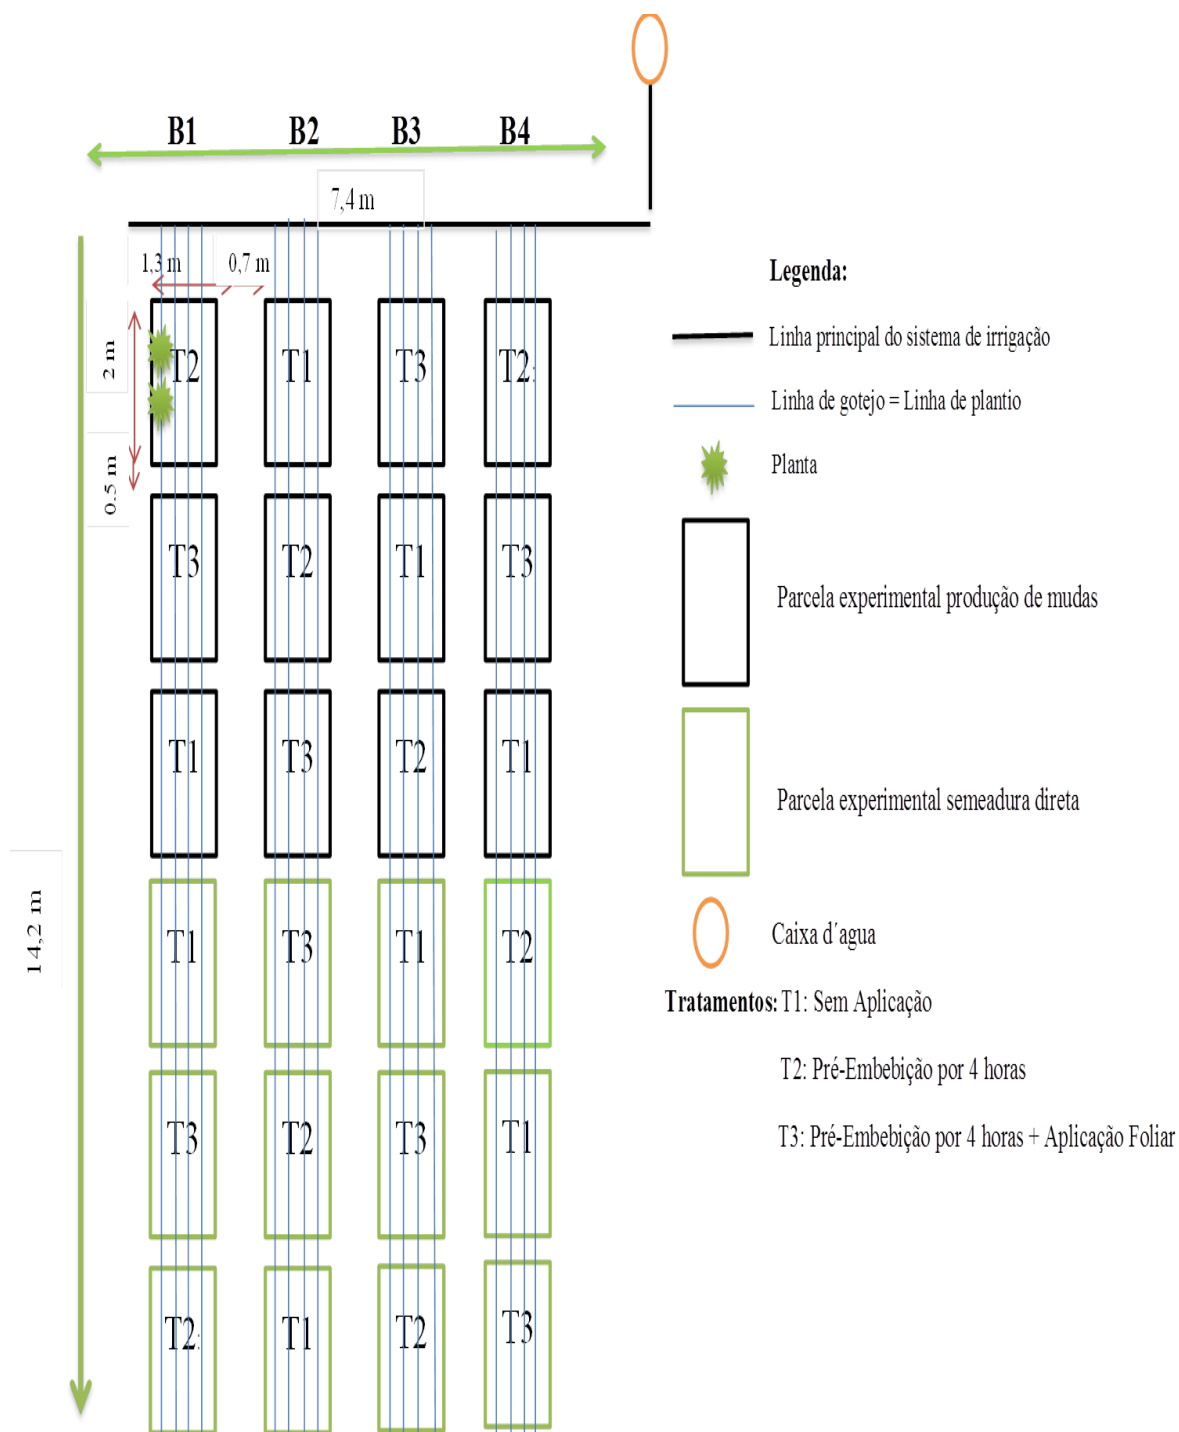 B1 B2 B3 B4
7,4 m
1,3 m 0,7 m
2 m
0.5 m
14,2 m
T2 T1 T3 T2:
T3 T2 T1 T3
T1 T3 T2 T1
T1 T3 T1 T2
T3 T2 T3 T1
T2: T1 T2 T3
Legenda:
Linha principal do sistema de irrigação
Linha de gotejo = Linha de plantio
Planta
Parcela experimental produção de mudas
Parcela experimental semeadura direta
Caixa d´agua
Tratamentos: T1: Sem Aplicação
T2: Pré-Embebição por 4 horas
T3: Pré-Embebição por 4 horas + Aplicação Foliar